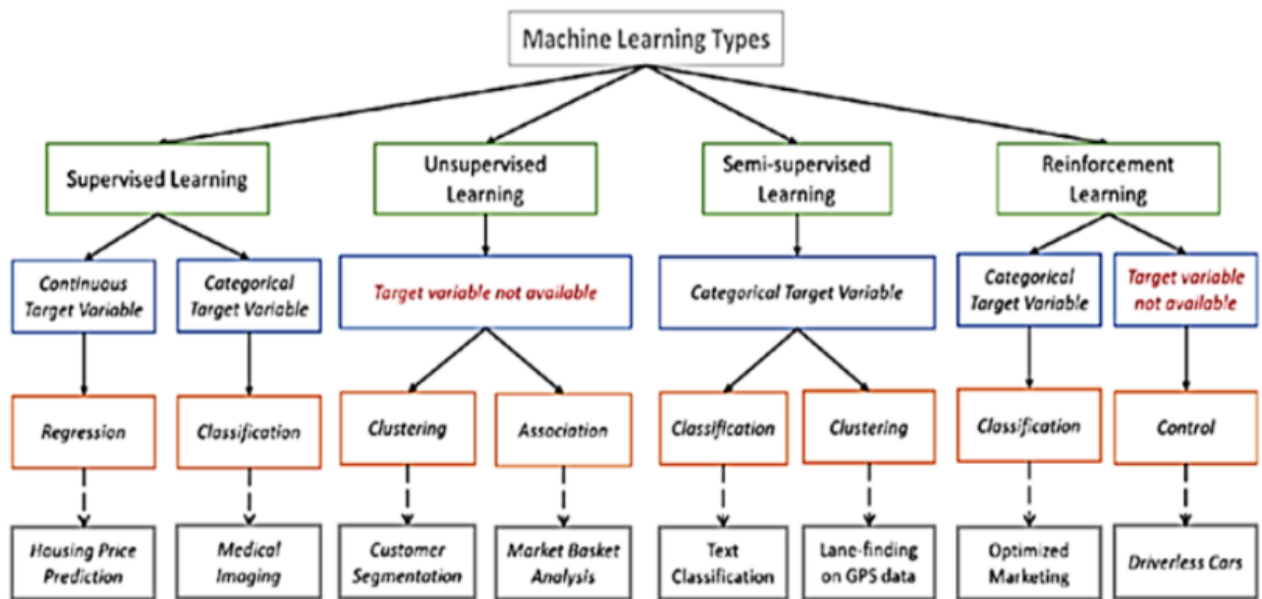 Machine Learning Types
Supervised Learning
Unsupervised
Learning
Semi-supervised
Learning
Reinforcement
Learning
Continuous
Target Variable
Categorical
Target Variable
Target variable not available
Categorical Target Variable
Categorical
Target Variable
Target variable
not available
Regression
Classification
Clustering
Association
Classification
Clustering
Classification
Control
Housing Price
Prediction
Medical
Imaging
Customer
Segmentation
Market Basket
Analysis
Text
Classification
Lane-finding
on GPS data
Optimized
Marketing
Driverless Cars